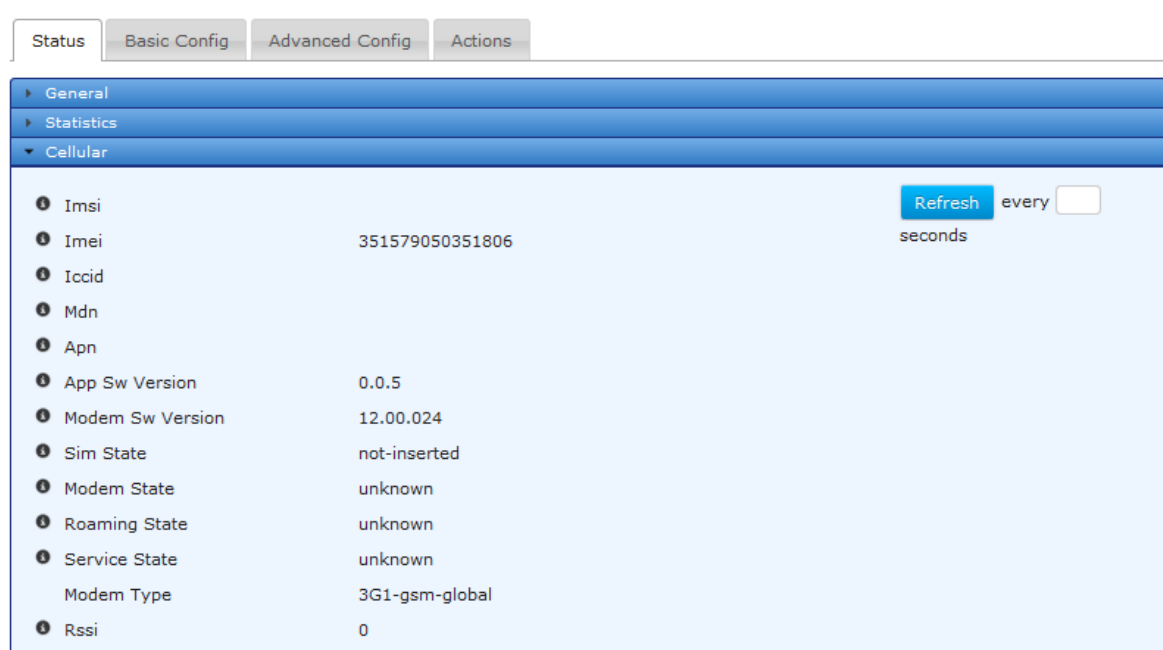 Status Basic Config Advanced Config Actions
General
Statistics
Cellular
Imsi
Refresh every
seconds
Imei 351579050351806
Iccid
Mdn
Apn
App Sw Version 0.0.5
Modem Sw Version 12.00.024
Sim State not-inserted
Modem State unknown
Roaming State unknown
Service State unknown
Modem Type 3G1-gsm-global
Rssi 0